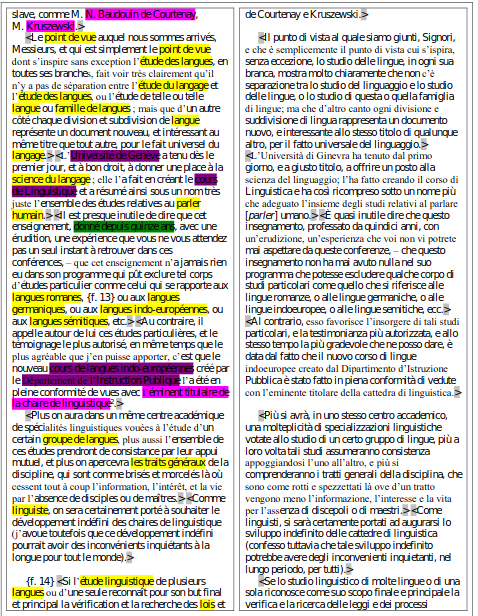 slave, comme M. N. Baudouin de Courtenay,
M. Kruszewski.>
<Le point de vue auquel nous sommes arrivés,
Messieurs, et qui est simplement le point de vue
dont s'inspire sans exception l'étude des langues, en
toutes ses branches, fait voir très clairement qu'il
n'y a pas de séparation entre l'étude du langage et
l'étude des langues, ou l'étude de telle ou telle
langue ou famille de langues ; mais que d'un autre
côté chaque division et subdivision de langue
représente un document nouveau, et intéressant au
même titre que tout autre, pour le fait universel du
langage.> <L'Université de Genève a tenu dès le
premier jour, et à bon droit, à donner une place à la
science du langage ; elle l'a fait en créant le cours
de Linguistique et a résumé ainsi sous un nom très
juste l'ensemble des études relatives au parler
humain.> <Il est presque inutile de dire que cet
enseignement, donné depuis quinze ans, avec une
érudition, une expérience que vous ne vous attendez
pas un seul instant à retrouver dans ces
conférences, – que cet enseignement n'a jamais rien
eu dans son programme qui pût exclure tel corps
d'études particulier comme celui qui se rapporte aux
langues romanes, {f. 13} ou aux langues
germaniques, ou aux langues indo-européennes, ou
aux langues sémitiques, etc.> <Au contraire, il
appelle autour de lui ces études particulières, et le
témoignage le plus autorisé, en même temps que le
plus agréable que j'en puisse apporter, c'est que le
nouveau cours de langues indo-européennes créé par
le Département de l'Instruction Publique l'a été en
pleine conformité de vues avec l'éminent titulaire de
la chaire de linguistique.>
<Plus on aura dans un même centre académique
de spécialités linguistiques vouées à l'étude d'un
certain groupe de langues, plus aussi l'ensemble de
ces études prendront de consistance par leur appui
mutuel, et plus on apercevra les traits généraux de la
discipline, qui sont comme brisés et morcelés là où
cessent tout à coup l'information, l'intérêt, et la vie
par l'absence de disciples ou de maîtres.> <Comme
linguiste, on sera certainement porté à souhaiter le
développement indéfini des chaires de linguistique
(j'avoue toutefois que ce développement indéfini
pourrait avoir des inconvénients inquiétants à la
longue pour tout le monde).>
{f. 14} <Si l'étude linguistique de plusieurs
langues ou d'une seule reconnaît pour son but final
et principal la vérification et la recherche des lois et
de Courtenay e Kruszewski.>
<Il punto di vista al quale siamo giunti, Signori,
e che è semplicemente il punto di vista cui s'ispira,
senza eccezione, lo studio delle lingue, in ogni sua
branca, mostra molto chiaramente che non c'è
separazione tra lo studio del linguaggio e lo studio
delle lingue, o lo studio di questa o quella famiglia
di lingue; ma che d'altro canto ogni divisione e
suddivisione di lingua rappresenta un documento
nuovo, e interessante allo stesso titolo di qualunque
altro, per il fatto universale del linguaggio.>
<L'Università di Ginevra ha tenuto dal primo
giorno, e a giusto titolo, a offrire un posto alla
scienza del linguaggio; l'ha fatto creando il corso di
Linguistica e ha così ricompreso sotto un nome più
che adeguato l'insieme degli studi relativi al parlare
[parler] umano.> <È quasi inutile dire che questo
insegnamento, professato da quindici anni, con
un'erudizione, un'esperienza che voi non vi potrete
mai aspettare da queste conferenze, – che questo
insegnamento non ha mai avuto nulla nel suo
programma che potesse escludere qualche corpo di
studi particolari come quello che si riferisce alle
lingue romanze, o alle lingue germaniche, o alle
lingue indoeuropee, o alle lingue semitiche, ecc.>
<Al contrario, esso favorisce l'insorgere di tali studi
particolari, e la testimonianza più autorizzata, e allo
stesso tempo la più gradevole che ne posso dare, è
data dal fatto che il nuovo corso di lingue
indoeuropee creato dal Dipartimento d'Istruzione
Pubblica è stato fatto in piena conformità di vedute
con l'eminente titolare della cattedra di linguistica.>
<Più si avrà, in uno stesso centro accademico,
una molteplicità di specializzazioni linguistiche
votate allo studio di un certo gruppo di lingue, più a
loro volta tali studi assumeranno consistenza
appoggiandosi l'uno all'altro, e più si
comprenderanno i tratti generali della disciplina, che
sono come rotti e spezzettati là ove d'un tratto
vengono meno l'informazione, l'interesse e la vita
per l'assenza di discepoli o di maestri.> <Come
linguisti, si sarà certamente portati ad augurarsi lo
sviluppo indefinito delle cattedre di linguistica
(confesso tuttavia che tale sviluppo indefinito
potrebbe avere degli inconvenienti inquietanti, nel
lungo periodo, per tutti).>
<Se lo studio linguistico di molte lingue o di una
sola riconosce come suo scopo finale e principale la
verifica e la ricerca delle leggi e dei processi